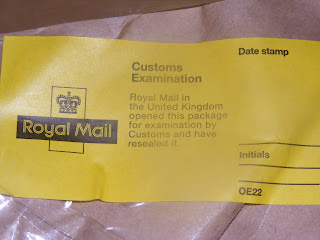 Customs
Examination
Royal Mail in
the United Kingdom
opened this package
for examination by
Customs and have
resealed it.
Royal Mail
Date stamp
Initials
OE22